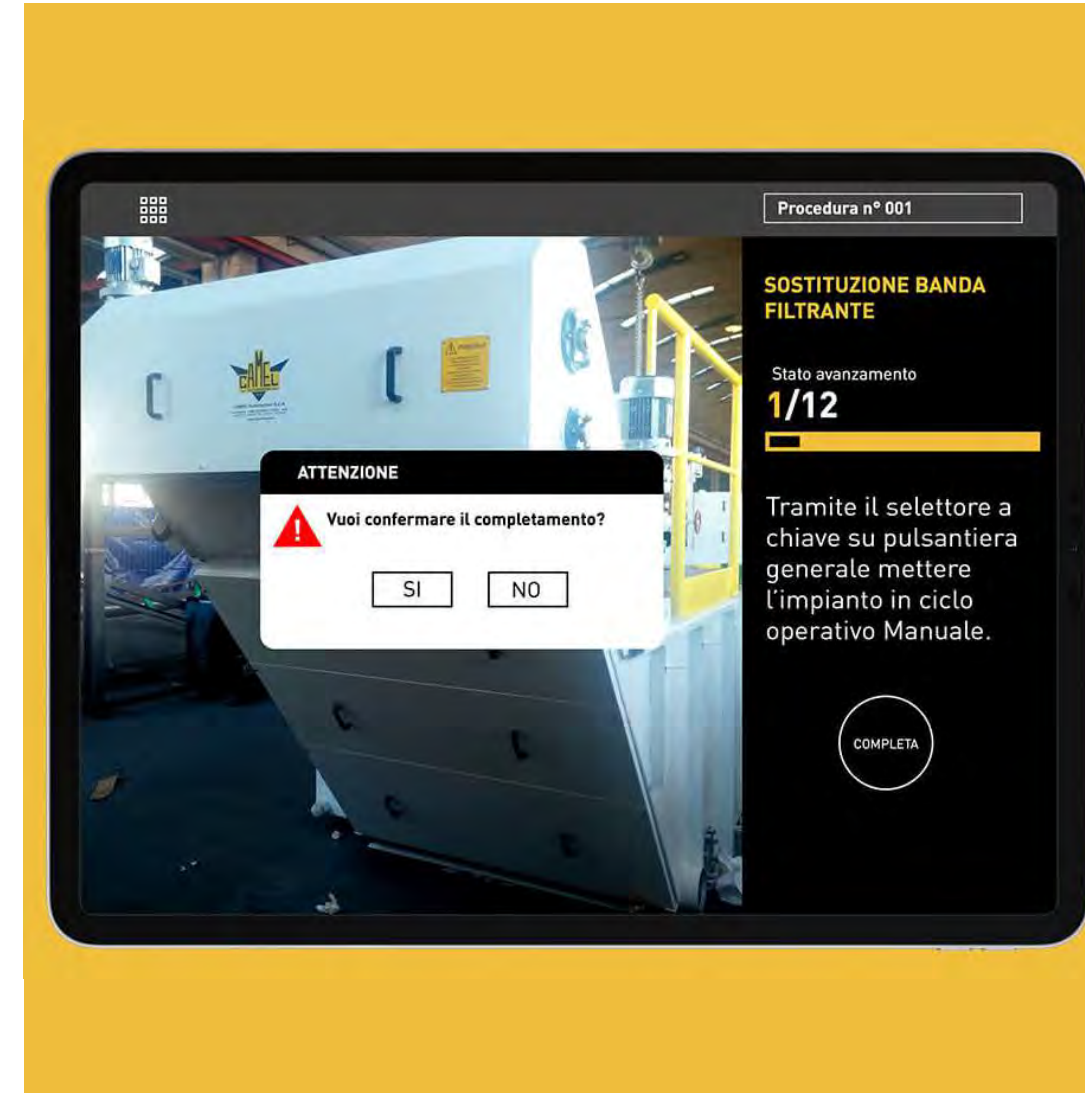 Procedura n° 001
SOSTITUZIONE BANDA
FILTRANTE
Stato avanzamento
1/12
Tramite il selettore a
chiave su pulsantiera
generale mettere
l'impianto in ciclo
operativo Manuale.
COMPLETA
CAMEL
ATTENZIONE
!
Vuoi confermare il completamento?
SI
NO